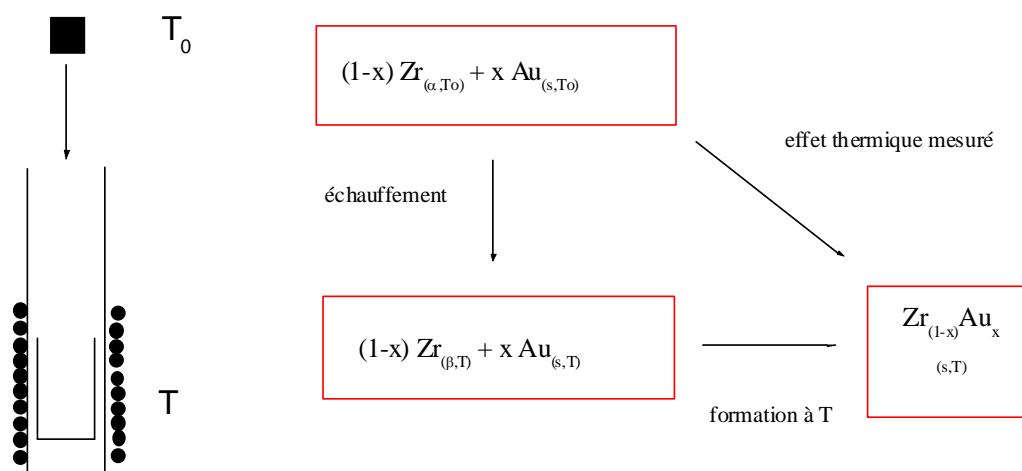 T₀
(1-x) Zr₍α,To₎ + x Au₍s,To₎
effet thermique mesuré
échauffement
(1-x) Zr₍β,T₎ + x Au₍s,T₎
Zr₍1-x₎Auₓ
(s,T)
T
formation à T